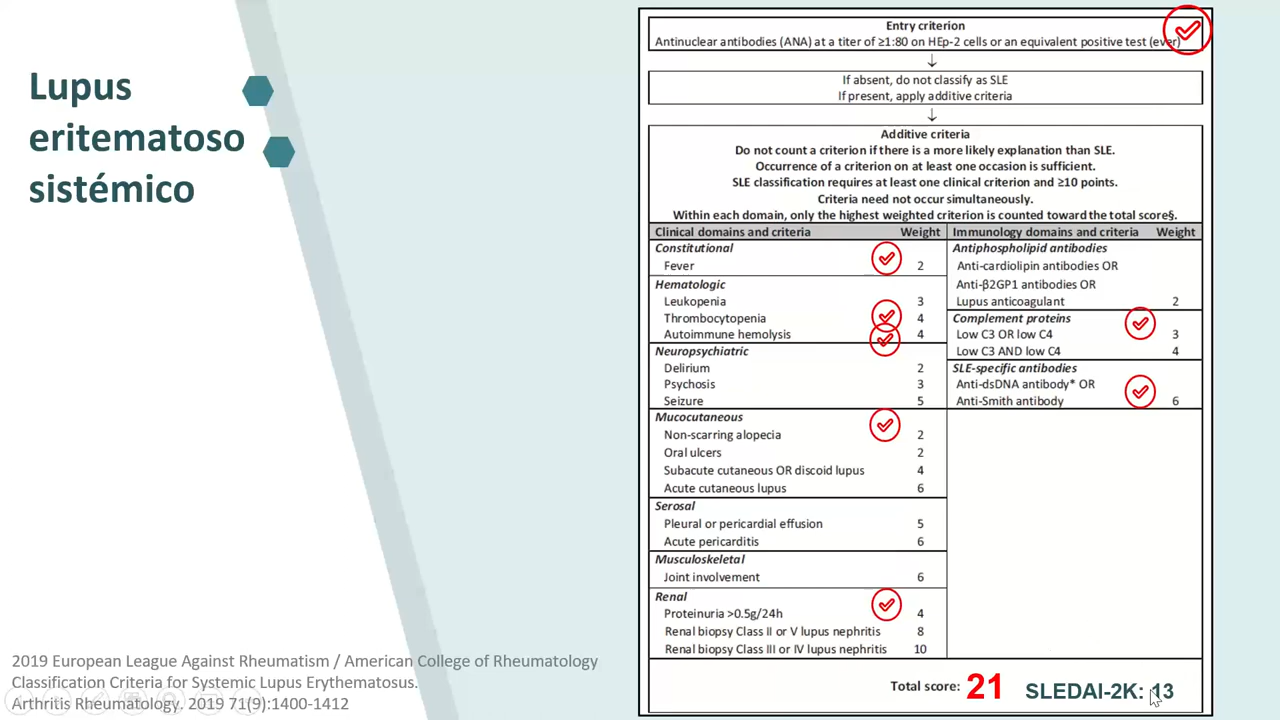 Lupus
eritematoso
sistémico
Entry criterion
Antinuclear antibodies (ANA) at a titer of ≥1:80 on HEp-2 cells or an equivalent positive test (ever)
If absent, do not classify as SLE
If present, apply additive criteria
Additive criteria
Do not count a criterion if there is a more likely explanation than SLE.
Occurrence of a criterion on at least one occasion is sufficient.
SLE classification requires at least one clinical criterion and ≥10 points.
Criteria need not occur simultaneously.
Within each domain, only the highest weighted criterion is counted toward the total score§.
Clinical domains and criteria Weight
Constitutional
Fever 2
Hematologic
Leukopenia 3
Thrombocytopenia 4
Autoimmune hemolysis 4
Neuropsychiatric
Delirium 2
Psychosis 3
Seizure 5
Mucocutaneous
Non-scarring alopecia 2
Oral ulcers 2
Subacute cutaneous OR discoid lupus 4
Acute cutaneous lupus 6
Serosal
Pleural or pericardial effusion 5
Acute pericarditis 6
Musculoskeletal
Joint involvement 6
Renal
Proteinuria >0.5g/24h 4
Renal biopsy Class II or V lupus nephritis 8
Renal biopsy Class III or IV lupus nephritis 10
Immunology domains and criteria Weight
Antiphospholipid antibodies
Anti-cardiolipin antibodies OR
Anti-β2GP1 antibodies OR
Lupus anticoagulant 2
Complement proteins
Low C3 OR low C4 3
Low C3 AND low C4 4
SLE-specific antibodies
Anti-dsDNA antibody* OR
Anti-Smith antibody 6
Total score: 21 SLEDAI-2K: 13
2019 European League Against Rheumatism / American College of Rheumatology
Classification Criteria for Systemic Lupus Erythematosus.
Arthritis Rheumatology. 2019 71(9):1400-1412